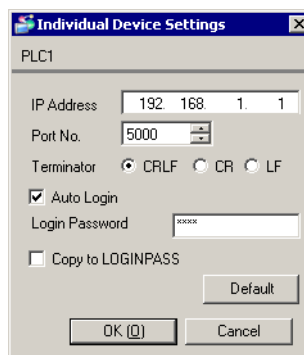 Individual Device Settings
PLC1
IP Address 192. 168. 1. 1
Port No. 5000
Terminator CRLF CR LF
Auto Login
Login Password ****
Copy to LOGINPASS
Default
OK (O) Cancel